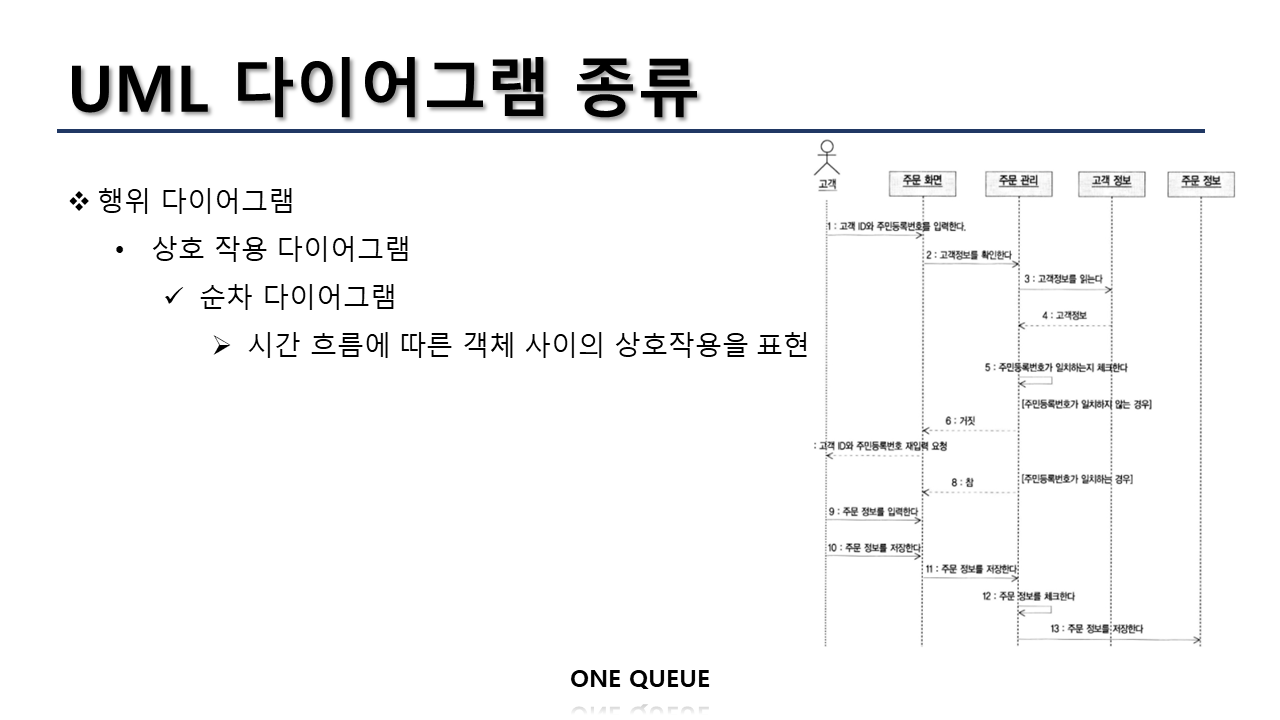 UML 다이어그램 종류
행위 다이어그램
상호 작용 다이어그램
순차 다이어그램
시간 흐름에 따른 객체 사이의 상호작용을 표현
고객
주문 화면
주문 관리
고객 정보
주문 정보
1 : 고객 ID와 주민등록번호를 입력한다.
2 : 고객정보를 확인한다
3 : 고객정보를 읽는다
4 : 고객정보
5 : 주민등록번호가 일치하는지 체크한다
[주민등록번호가 일치하지 않는 경우]
6 : 거짓
: 고객 ID와 주민등록번호 재입력 요청
8 : 참
[주민등록번호가 일치하는 경우]
9 : 주문 정보를 입력한다
10 : 주문 정보를 저장한다
11 : 주문 정보를 저장한다
12 : 주문 정보를 체크한다
13 : 주문 정보를 저장한다
ONE QUEUE